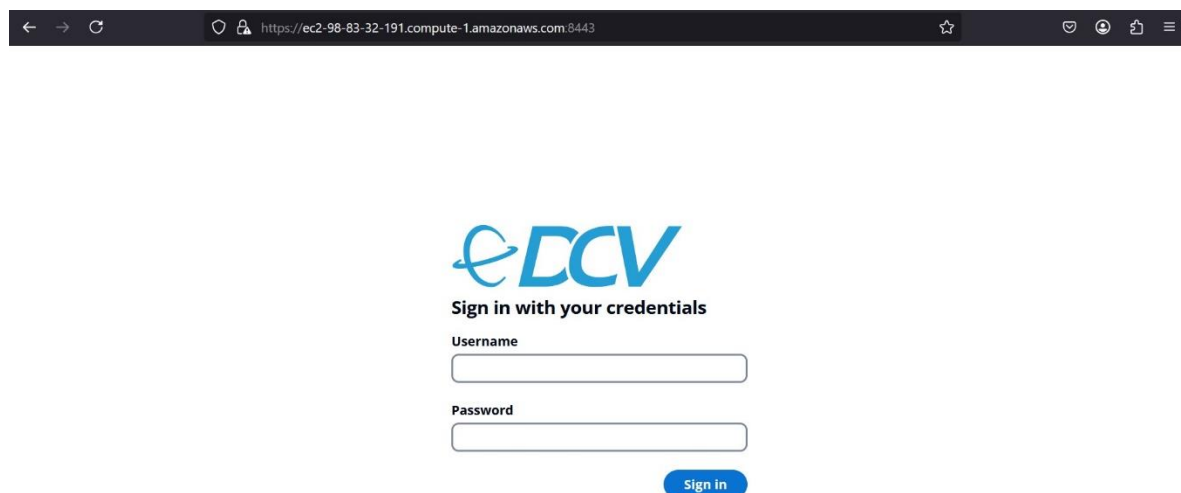 https://ec2-98-83-32-191.compute-1.amazonaws.com:8443
DCV
Sign in with your credentials
Username
Password
Sign in